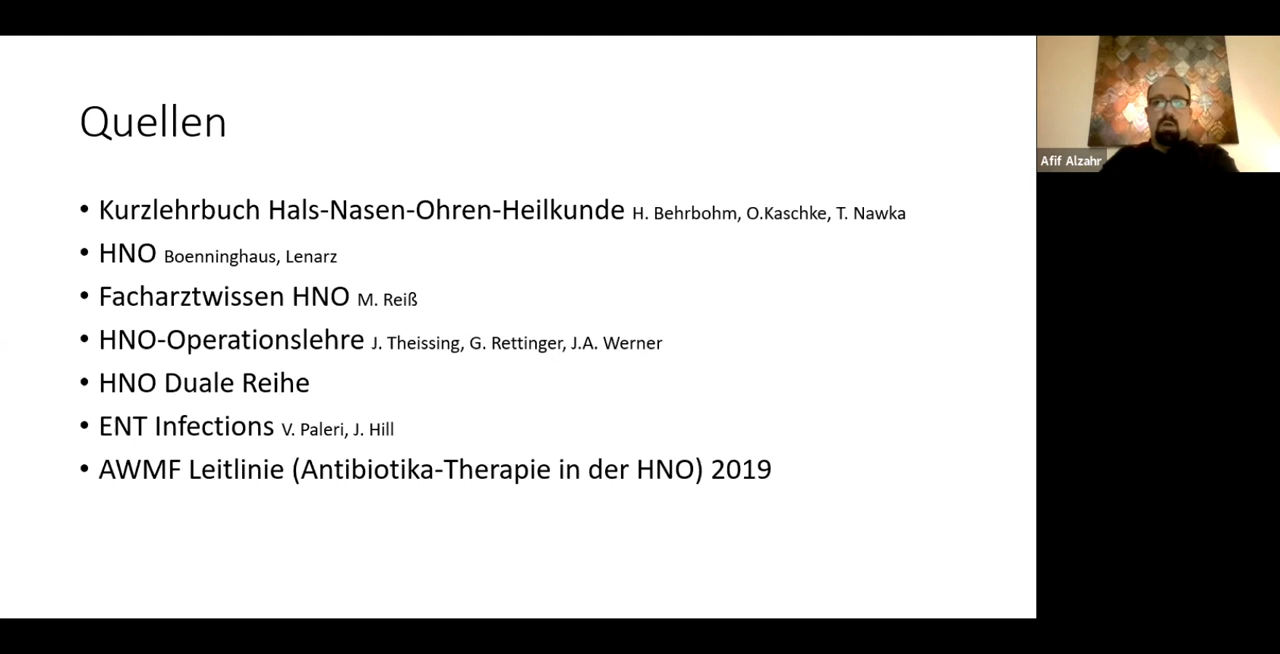 Quellen
• Kurzlehrbuch Hals-Nasen-Ohren-Heilkunde H. Behrbohm, O.Kaschke, T. Nawka
• HNO Boenninghaus, Lenarz
• Facharztwissen HNO M. Reiß
• HNO-Operationslehre J. Theissing, G. Rettinger, J.A. Werner
• HNO Duale Reihe
• ENT Infections V. Paleri, J. Hill
• AWMF Leitlinie (Antibiotika-Therapie in der HNO) 2019
Afif Alzahr